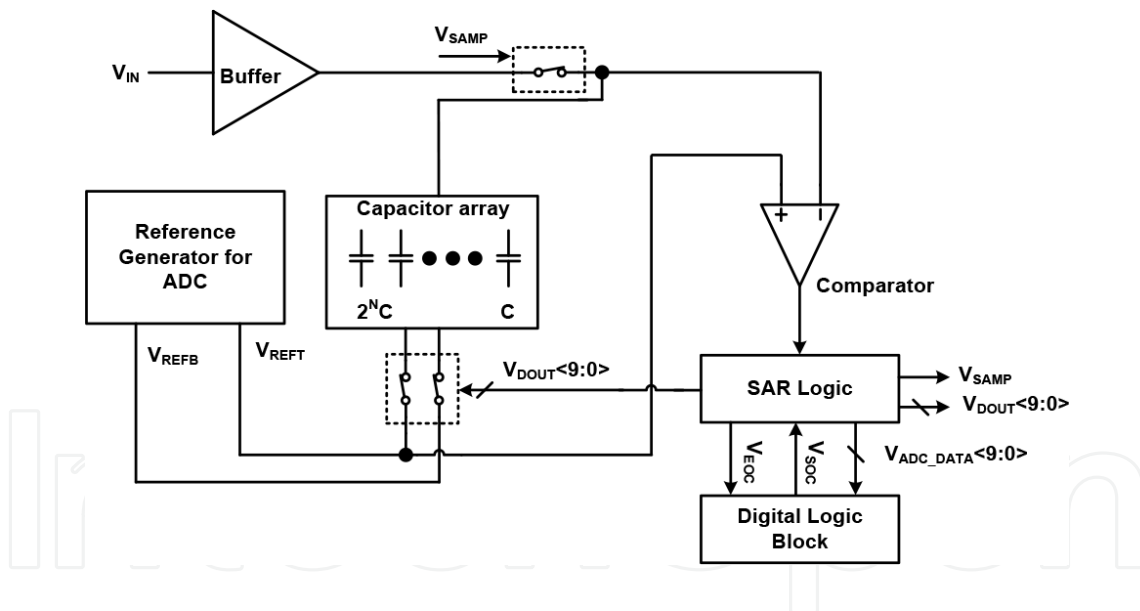 V_SAMP
V_IN
Buffer
Reference
Generator for
ADC
Capacitor array
2^N C
C
+
−
Comparator
V_REFB
V_REFT
V_DOUT<9:0>
SAR Logic
V_SAMP
V_DOUT<9:0>
V_EOC
V_SOC
V_ADC_DATA<9:0>
Digital Logic
Block